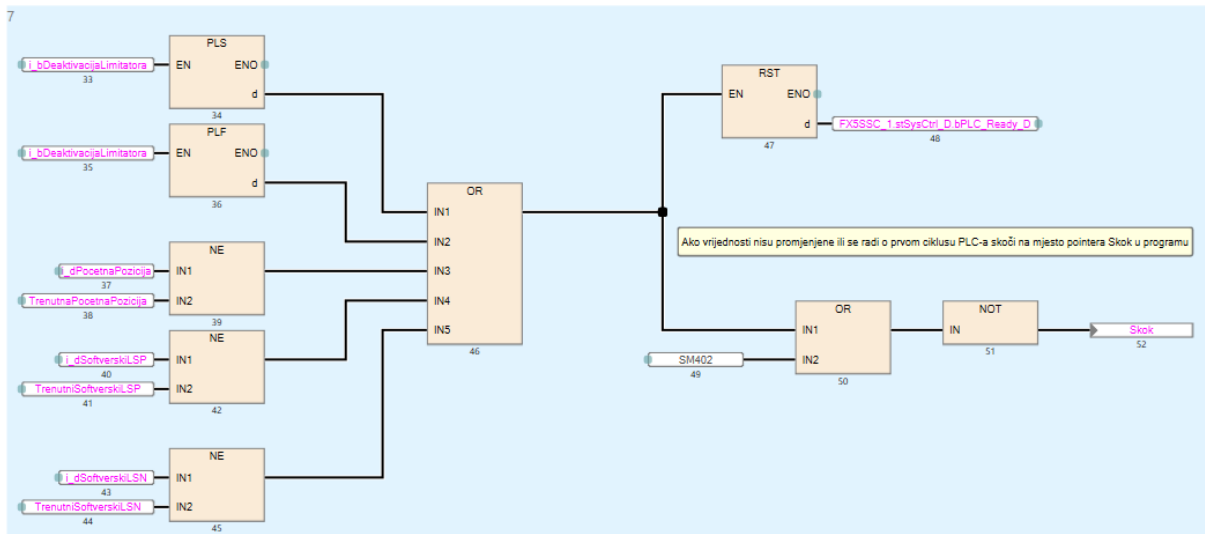 7
PLS
i_bDeaktivacijaLimitatora
EN ENO
33
d
34
PLF
i_bDeaktivacijaLimitatora
EN ENO
35
d
36
NE
i_dPocetnaPozicija
IN1
37
TrenutnaPocetnaPozicija
IN2
38
39
NE
i_dSoftverskiLSP
IN1
40
TrenutniSoftverskiLSP
IN2
41
42
NE
i_dSoftverskiLSN
IN1
43
TrenutniSoftverskiLSN
IN2
44
45
OR
IN1
IN2
IN3
IN4
IN5
46
RST
EN ENO
d
FX5SSC_1.stSysCtrl_D.bPLC_Ready_D
47
48
Ako vrijednosti nisu promjenjene ili se radi o prvom ciklusu PLC-a skoči na mjesto pointera Skok u programu
OR
IN1
SM402
IN2
49
50
NOT
IN
51
Skok
52